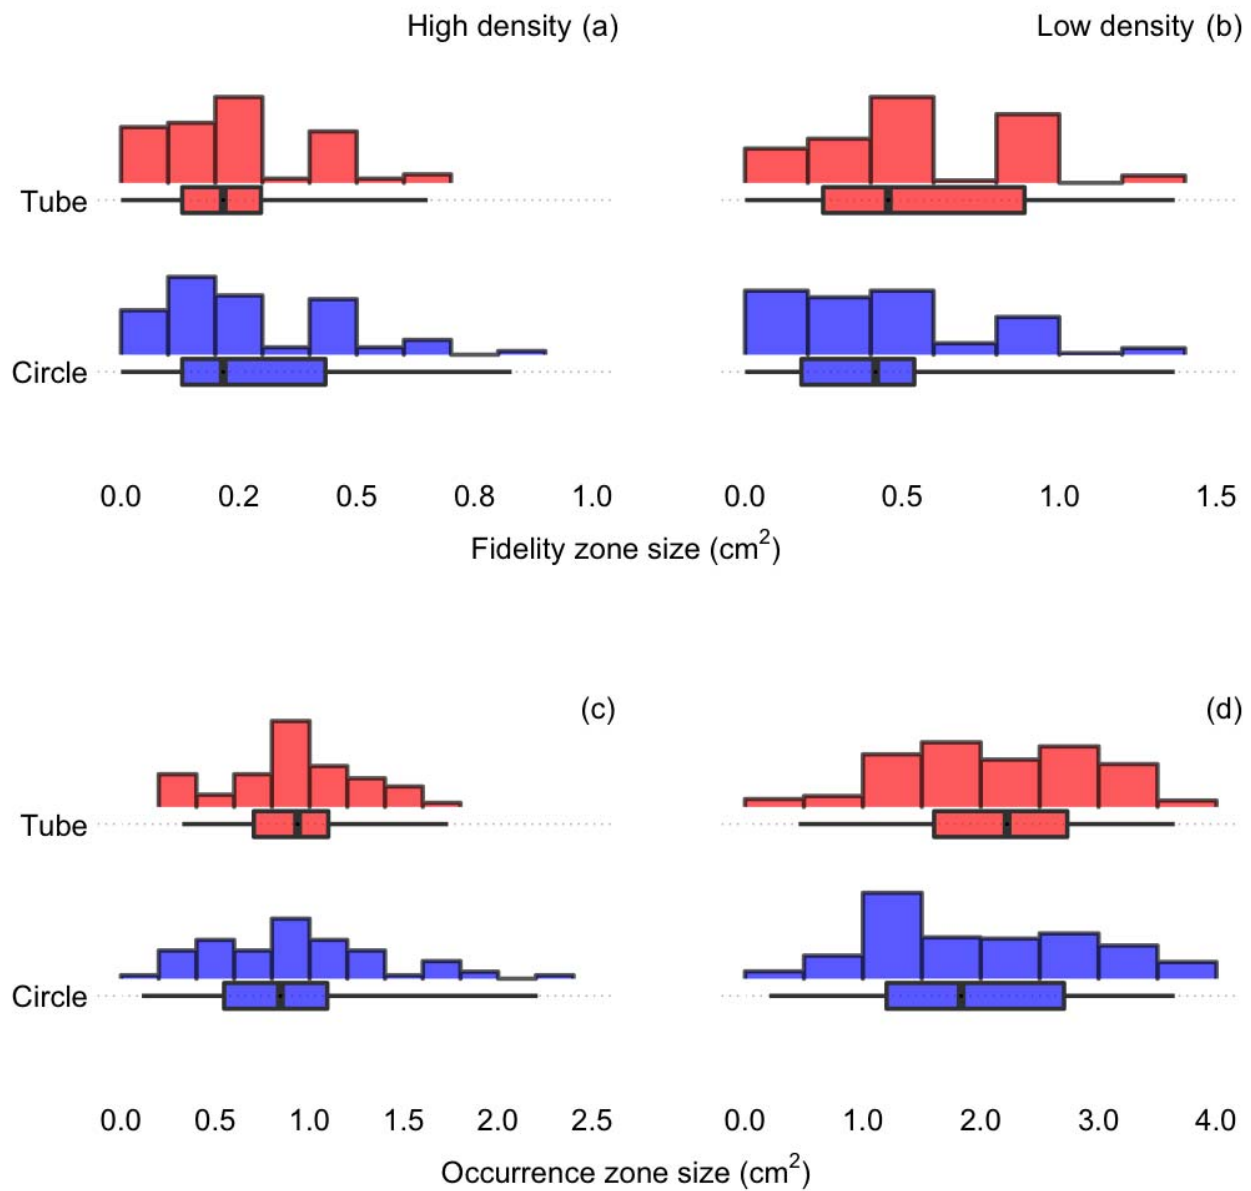 High density (a)
Low density (b)
Tube
Circle
0.0 0.2 0.5 0.8 1.0
0.0 0.5 1.0 1.5
Fidelity zone size (cm²)
(c)
(d)
Tube
Circle
0.0 0.5 1.0 1.5 2.0 2.5
0.0 1.0 2.0 3.0 4.0
Occurrence zone size (cm²)